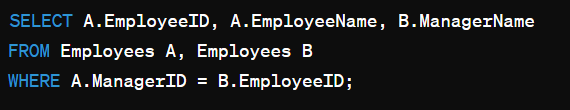 SELECT A.EmployeeID, A.EmployeeName, B.ManagerName
FROM Employees A, Employees B
WHERE A.ManagerID = B.EmployeeID;